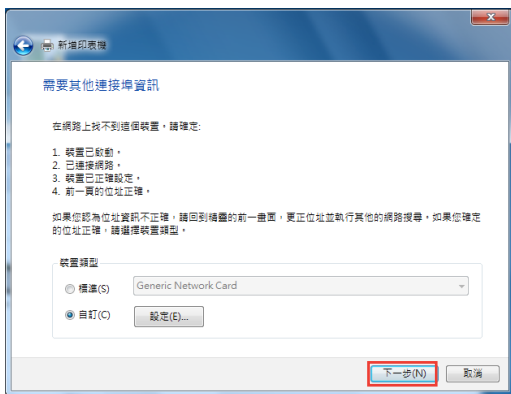 新增印表機
需要其他連接埠資訊
在網路上找不到這個裝置，請確定:
1. 裝置已啟動。
2. 已連接網路。
3. 裝置已正確設定。
4. 前一頁的位址正確。
如果您認為位址資訊不正確，請回到精靈的前一畫面，更正位址並執行其他的網路搜尋。如果您確定
的位址正確，請選擇裝置類型。
裝置類型
標準(S)
Generic Network Card
自訂(C)
設定(E)...
下一步(N)
取消